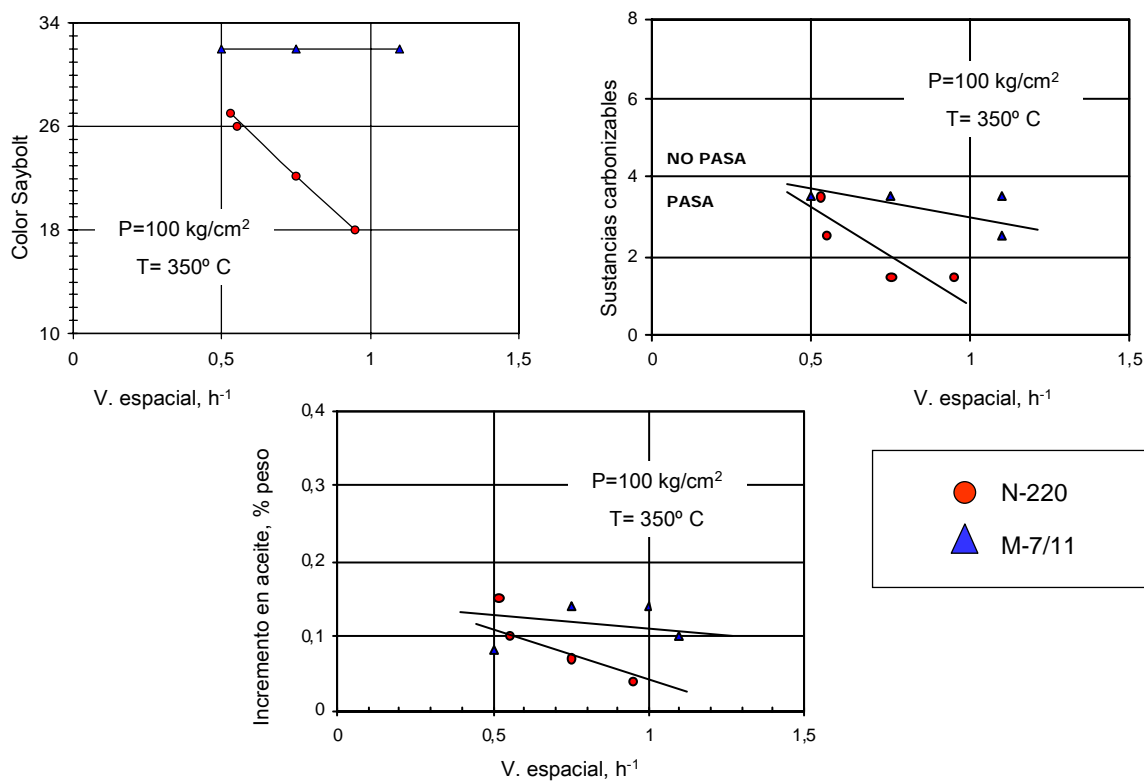 34
26
18
10
Color Saybolt
P=100 kg/cm²
T= 350º C
0
0,5
1
1,5
V. espacial, h⁻¹
8
6
4
2
0
Sustancias carbonizables
P=100 kg/cm²
T= 350º C
NO PASA
PASA
0
0,5
1
1,5
V. espacial, h⁻¹
0,4
0,3
0,2
0,1
0
Incremento en aceite, % peso
P=100 kg/cm²
T= 350º C
0
0,5
1
1,5
V. espacial, h⁻¹
N-220
M-7/11